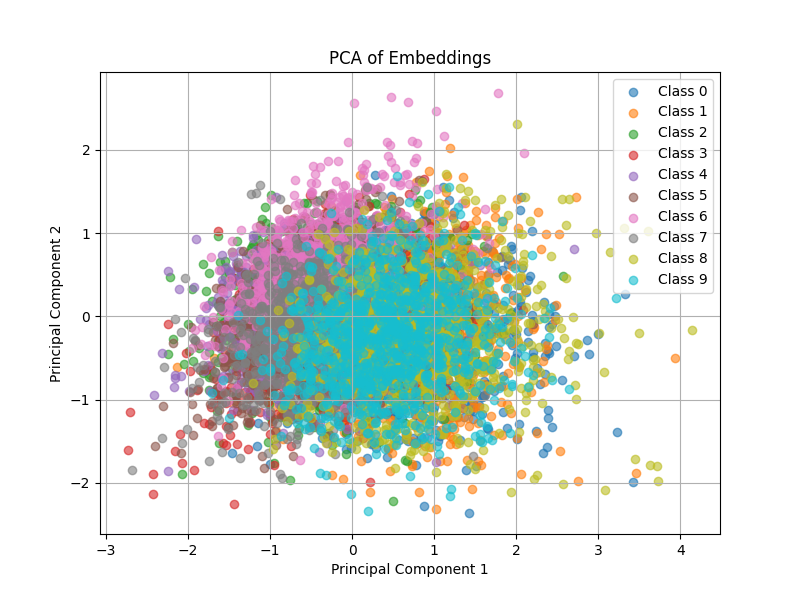 PCA of Embeddings
Class 0
Class 1
Class 2
Class 3
Class 4
Class 5
Class 6
Class 7
Class 8
Class 9
Principal Component 2
2
1
0
−1
−2
−3 −2 −1 0 1 2 3 4
Principal Component 1